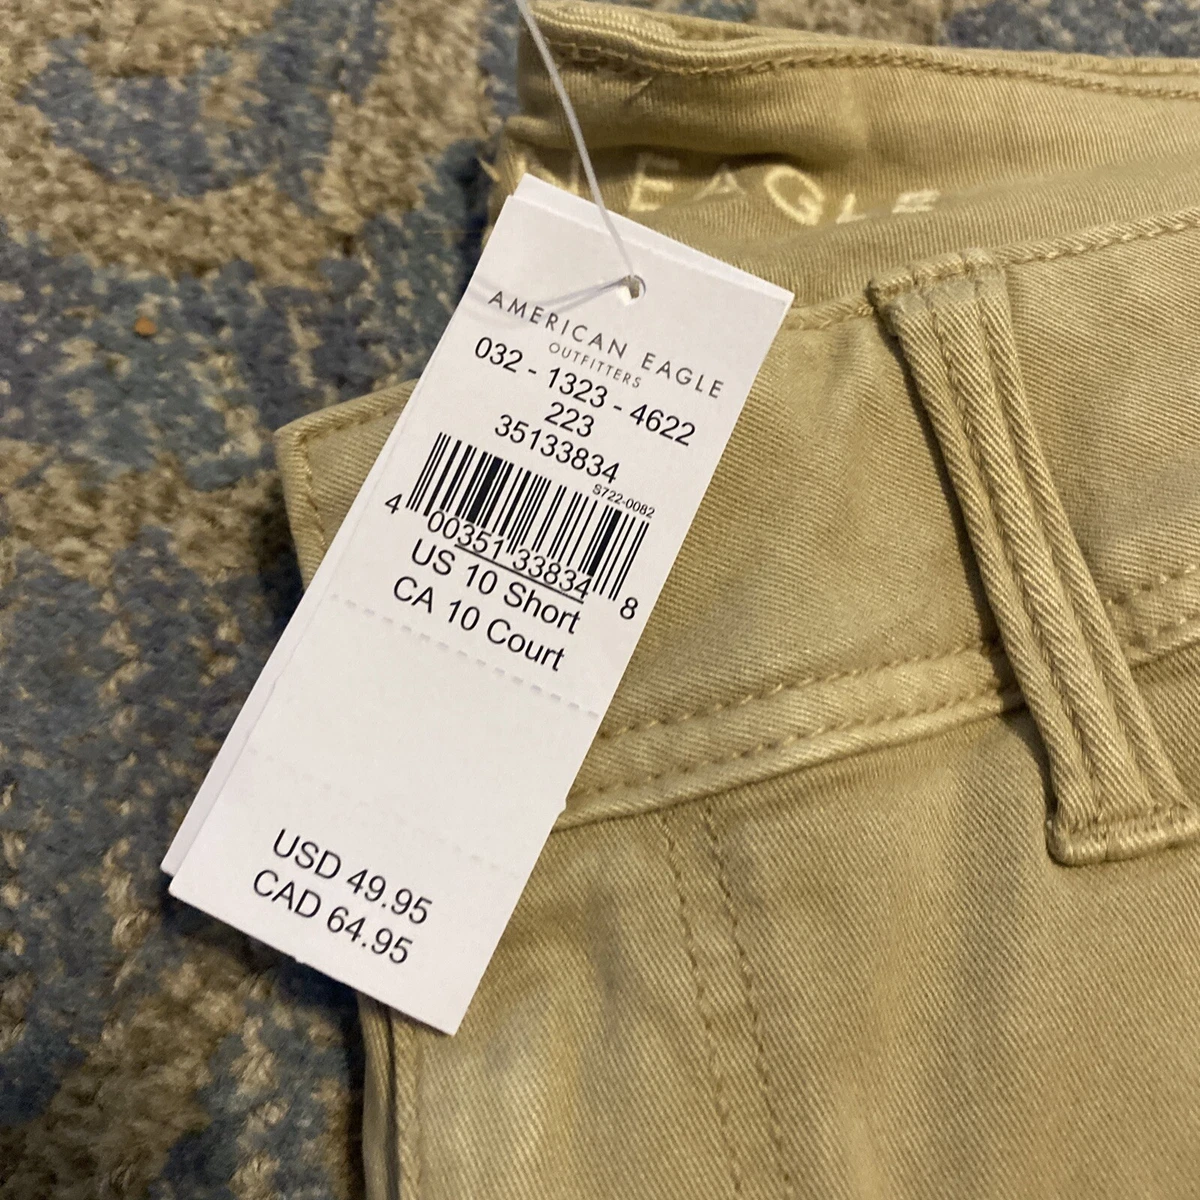 EAGLE
AMERICAN EAGLE
OUTFITTERS
032 - 1323 - 4622
223
35133834
S722-0082
4 00351 33834 8
US 10 Short
CA 10 Court
USD 49.95
CAD 64.95